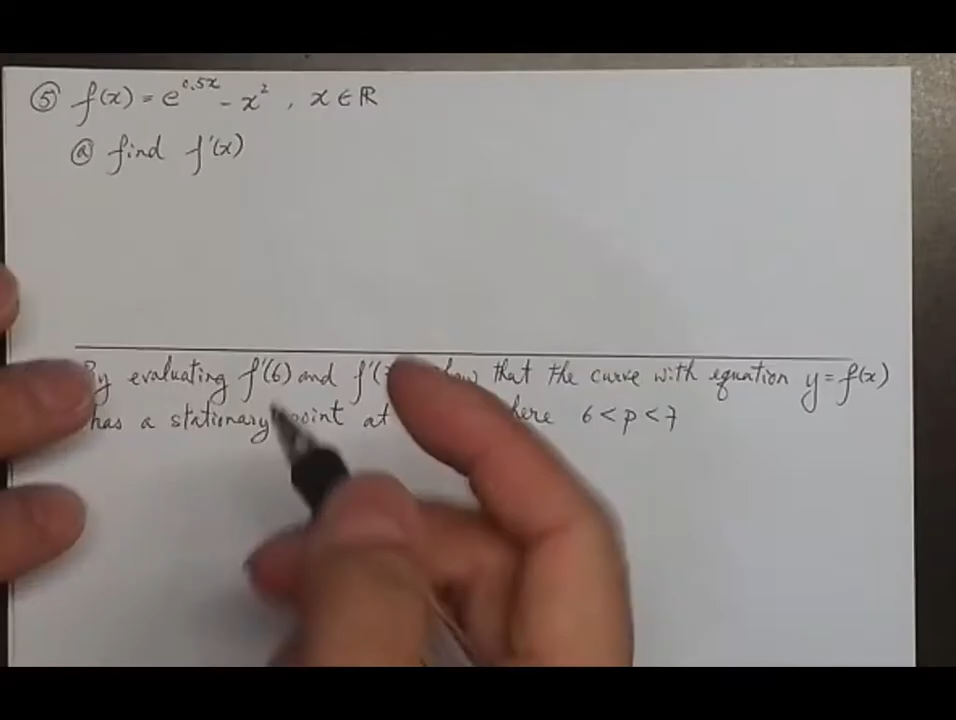 ⑤ f(x) = e^{0.5x} - x², x ∈ ℝ
ⓐ find f'(x)
By evaluating f'(6) and f'( that the curve with equation y = f(x)
has a stationary point at 6 < p < 7